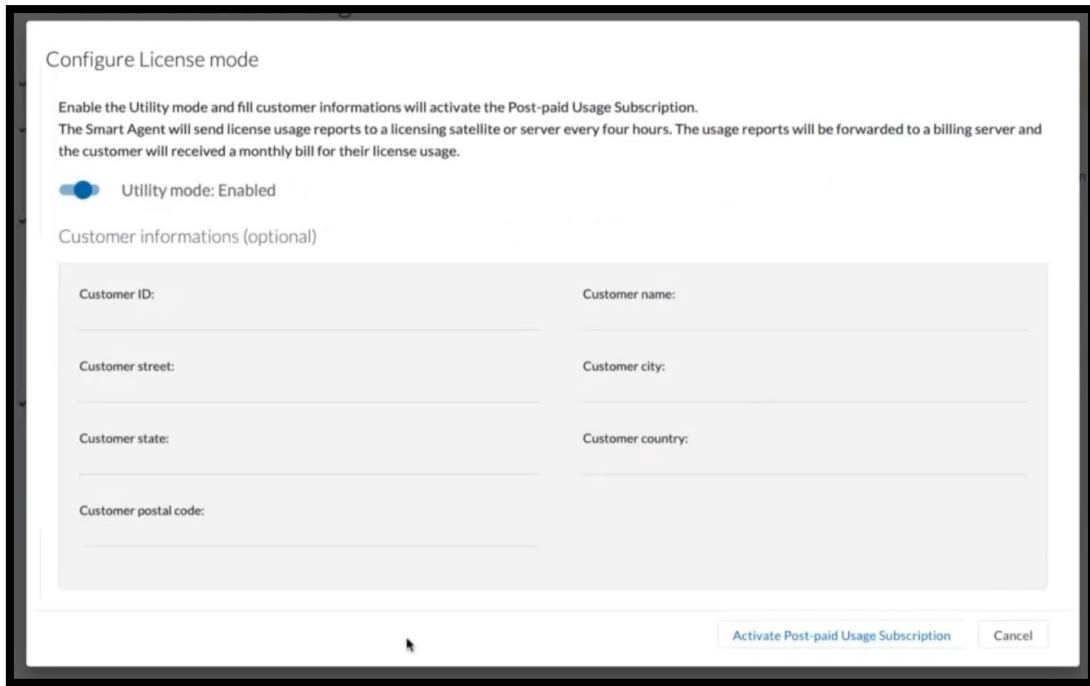 Configure License mode
Enable the Utility mode and fill customer informations will activate the Post-paid Usage Subscription.
The Smart Agent will send license usage reports to a licensing satellite or server every four hours. The usage reports will be forwarded to a billing server and
the customer will received a monthly bill for their license usage.
Utility mode: Enabled
Customer informations (optional)
Customer ID:
Customer name:
Customer street:
Customer city:
Customer state:
Customer country:
Customer postal code:
Activate Post-paid Usage Subscription
Cancel